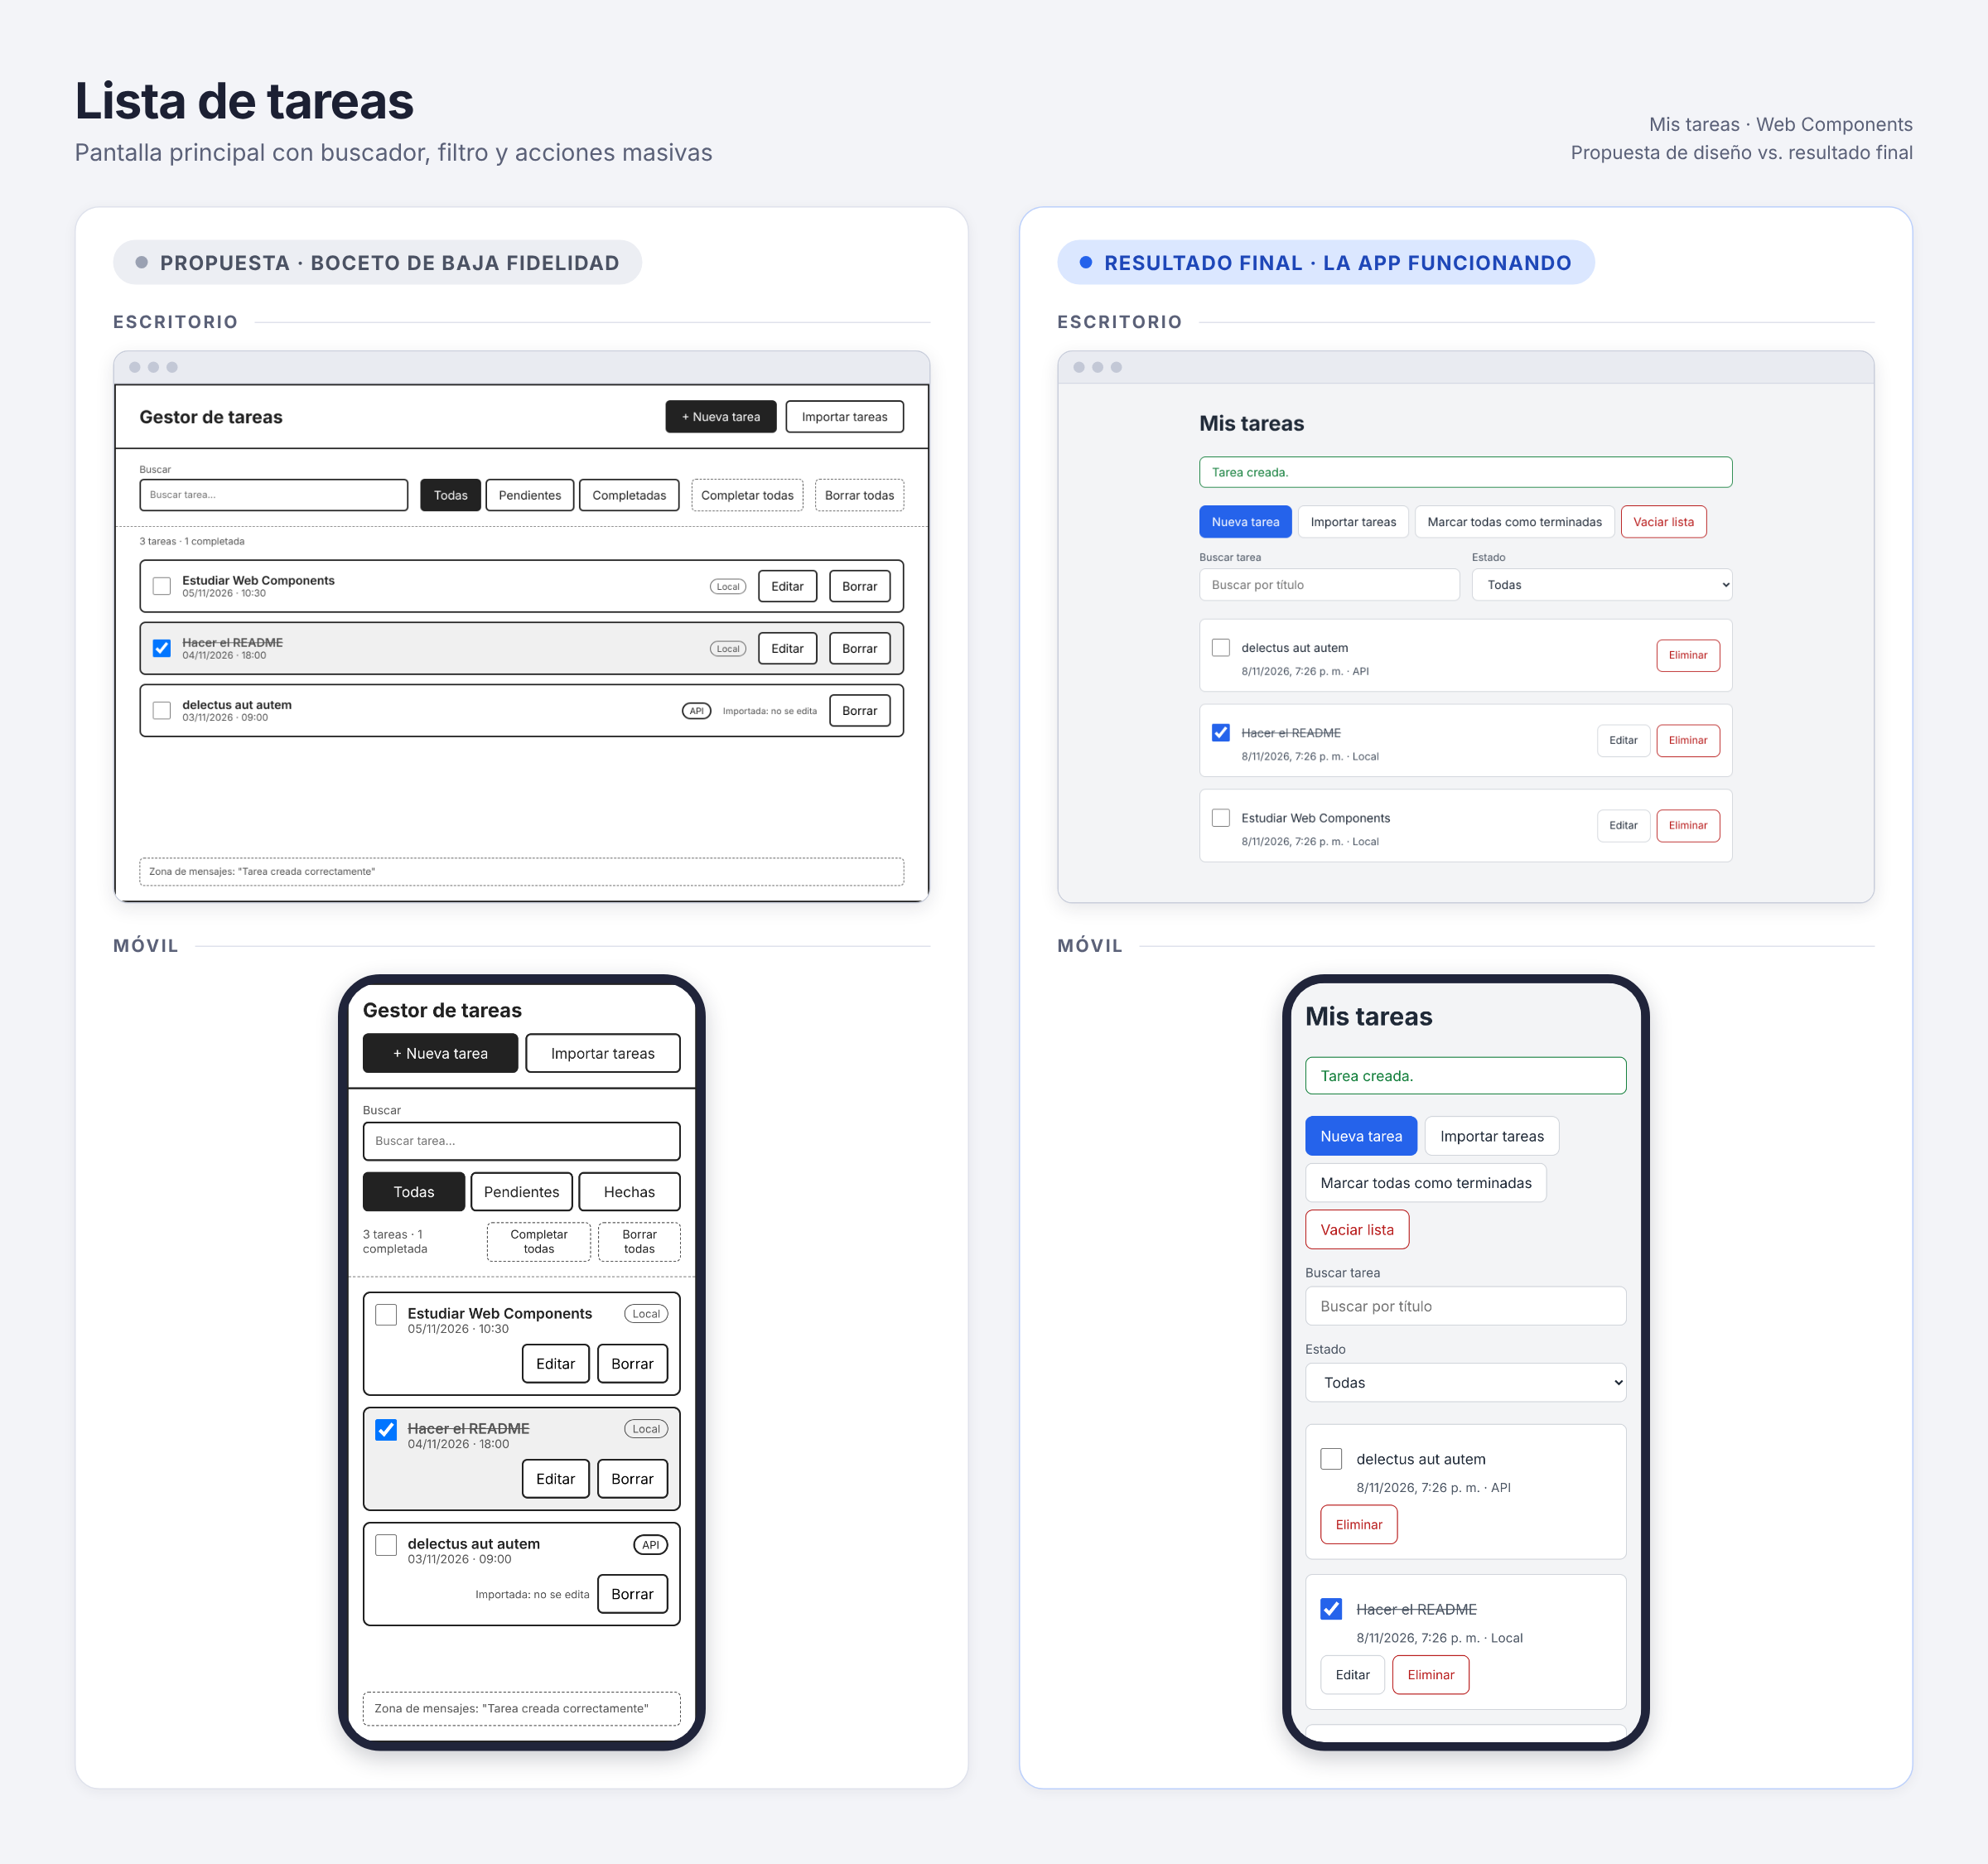 Lista de tareas
Pantalla principal con buscador, filtro y acciones masivas
Mis tareas · Web Components
Propuesta de diseño vs. resultado final
PROPUESTA · BOCETO DE BAJA FIDELIDAD
ESCRITORIO
Gestor de tareas
+ Nueva tarea
Importar tareas
Buscar
Buscar tarea...
Todas
Pendientes
Completadas
Completar todas
Borrar todas
3 tareas · 1 completada
Estudiar Web Components
05/11/2026 · 10:30
Local
Editar
Borrar
Hacer el README
04/11/2026 · 18:00
Local
Editar
Borrar
delectus aut autem
03/11/2026 · 09:00
API
Importada: no se edita
Borrar
Zona de mensajes: "Tarea creada correctamente"
MÓVIL
Gestor de tareas
+ Nueva tarea
Importar tareas
Buscar
Buscar tarea...
Todas
Pendientes
Hechas
3 tareas · 1
completada
Completar
todas
Borrar
todas
Estudiar Web Components
Local
05/11/2026 · 10:30
Editar
Borrar
Hacer el README
Local
04/11/2026 · 18:00
Editar
Borrar
delectus aut autem
API
03/11/2026 · 09:00
Importada: no se edita
Borrar
Zona de mensajes: "Tarea creada correctamente"
RESULTADO FINAL · LA APP FUNCIONANDO
ESCRITORIO
Mis tareas
Tarea creada.
Nueva tarea
Importar tareas
Marcar todas como terminadas
Vaciar lista
Buscar tarea
Estado
Buscar por título
Todas
delectus aut autem
8/11/2026, 7:26 p. m. · API
Eliminar
Hacer el README
8/11/2026, 7:26 p. m. · Local
Editar
Eliminar
Estudiar Web Components
8/11/2026, 7:26 p. m. · Local
Editar
Eliminar
MÓVIL
Mis tareas
Tarea creada.
Nueva tarea
Importar tareas
Marcar todas como terminadas
Vaciar lista
Buscar tarea
Buscar por título
Estado
Todas
delectus aut autem
8/11/2026, 7:26 p. m. · API
Eliminar
Hacer el README
8/11/2026, 7:26 p. m. · Local
Editar
Eliminar